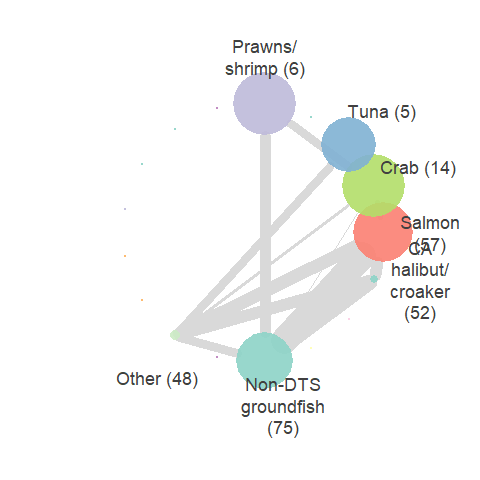 Prawns/
shrimp (6)
Tuna (5)
Crab (14)
Salmon
(57)
CA
halibut/
croaker
(52)
Other (48)
Non-DTS
groundfish
(75)